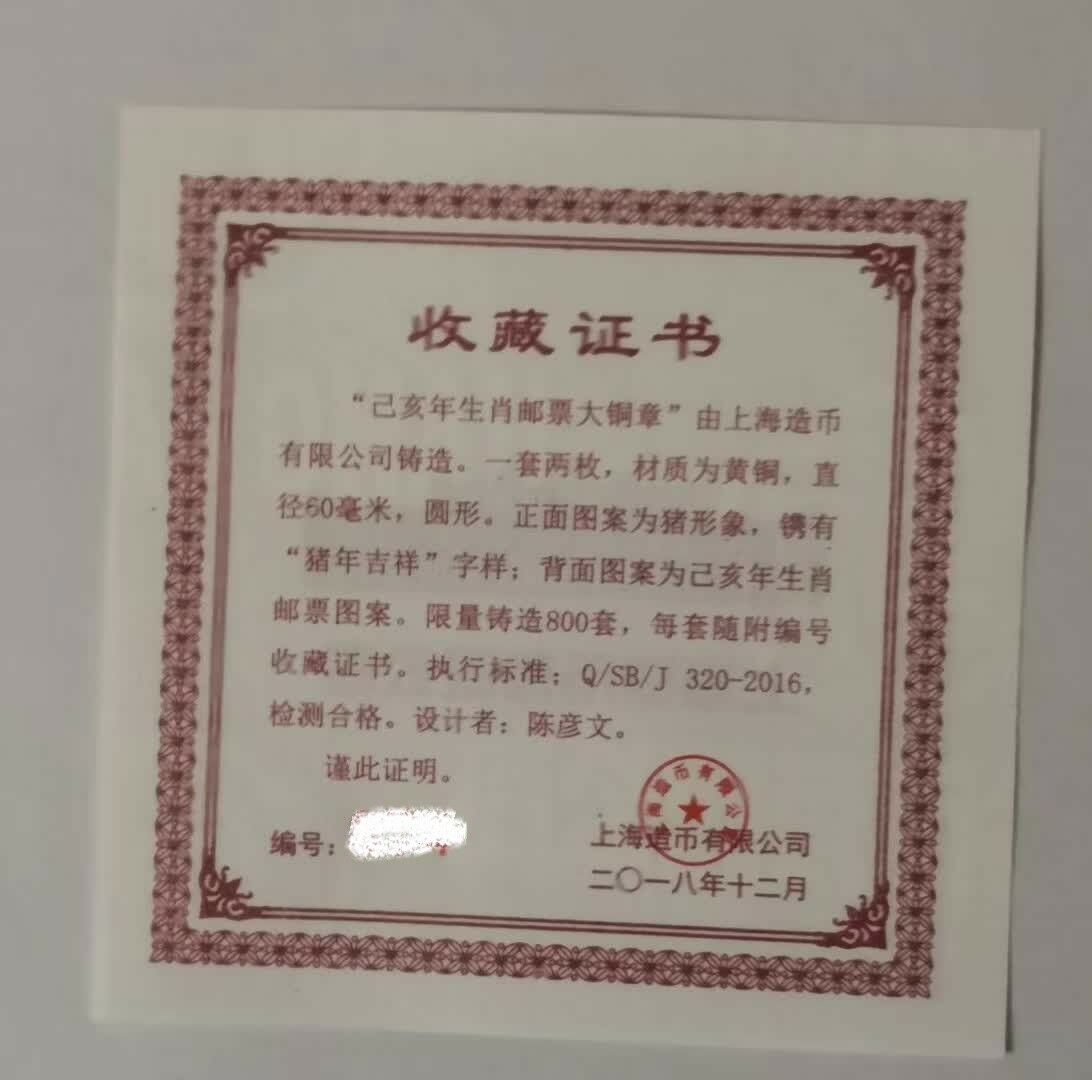 收藏证书
“己亥年生肖邮票大铜章”由上海造币
有限公司铸造。一套两枚，材质为黄铜，直
径60毫米，圆形。正面图案为猪形象，镌有
“猪年吉祥”字样；背面图案为己亥年生肖
邮票图案。限量铸造800套，每套随附编号
收藏证书。执行标准：Q/SB/J 320-2016，
检测合格。设计者：陈彦文。
谨此证明。
编号：
上海造币有限公司
二〇一八年十二月